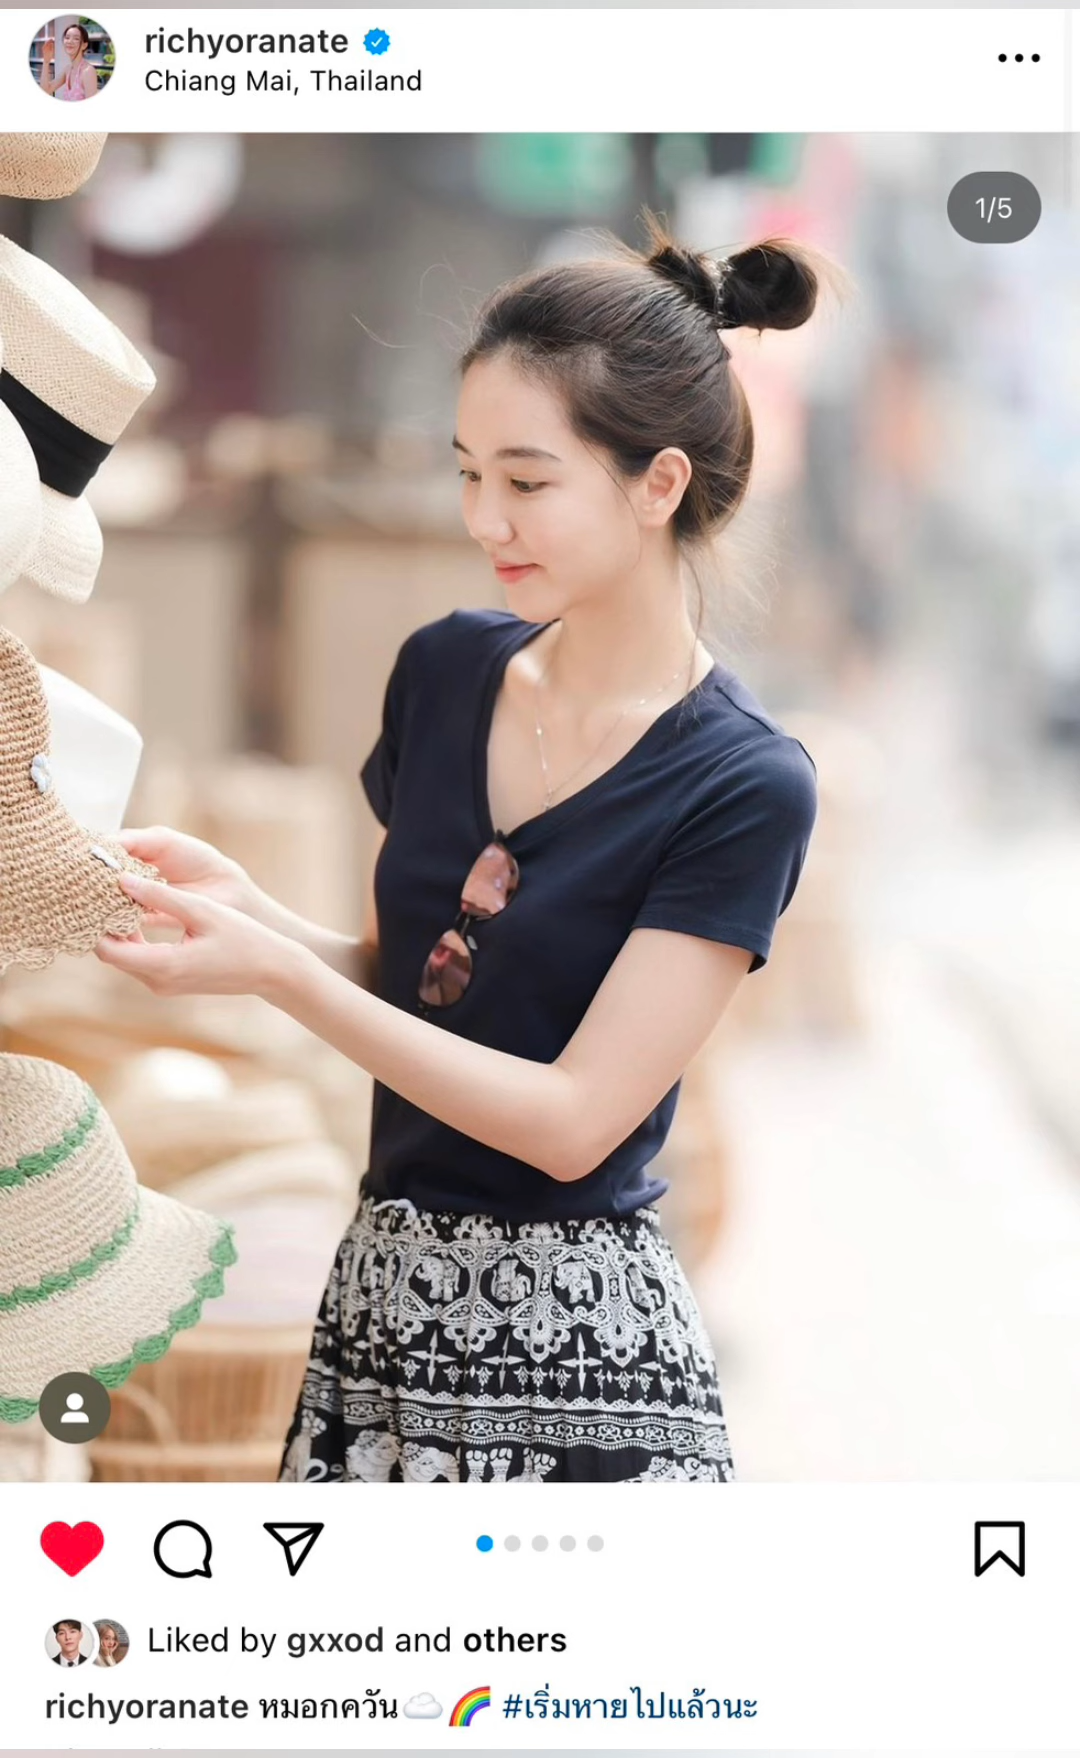 richyoranate
Chiang Mai, Thailand
1/5
Liked by gxxod and others
richyoranate หมอกควัน☁️🌈 #เริ่มหายไปแล้วนะ